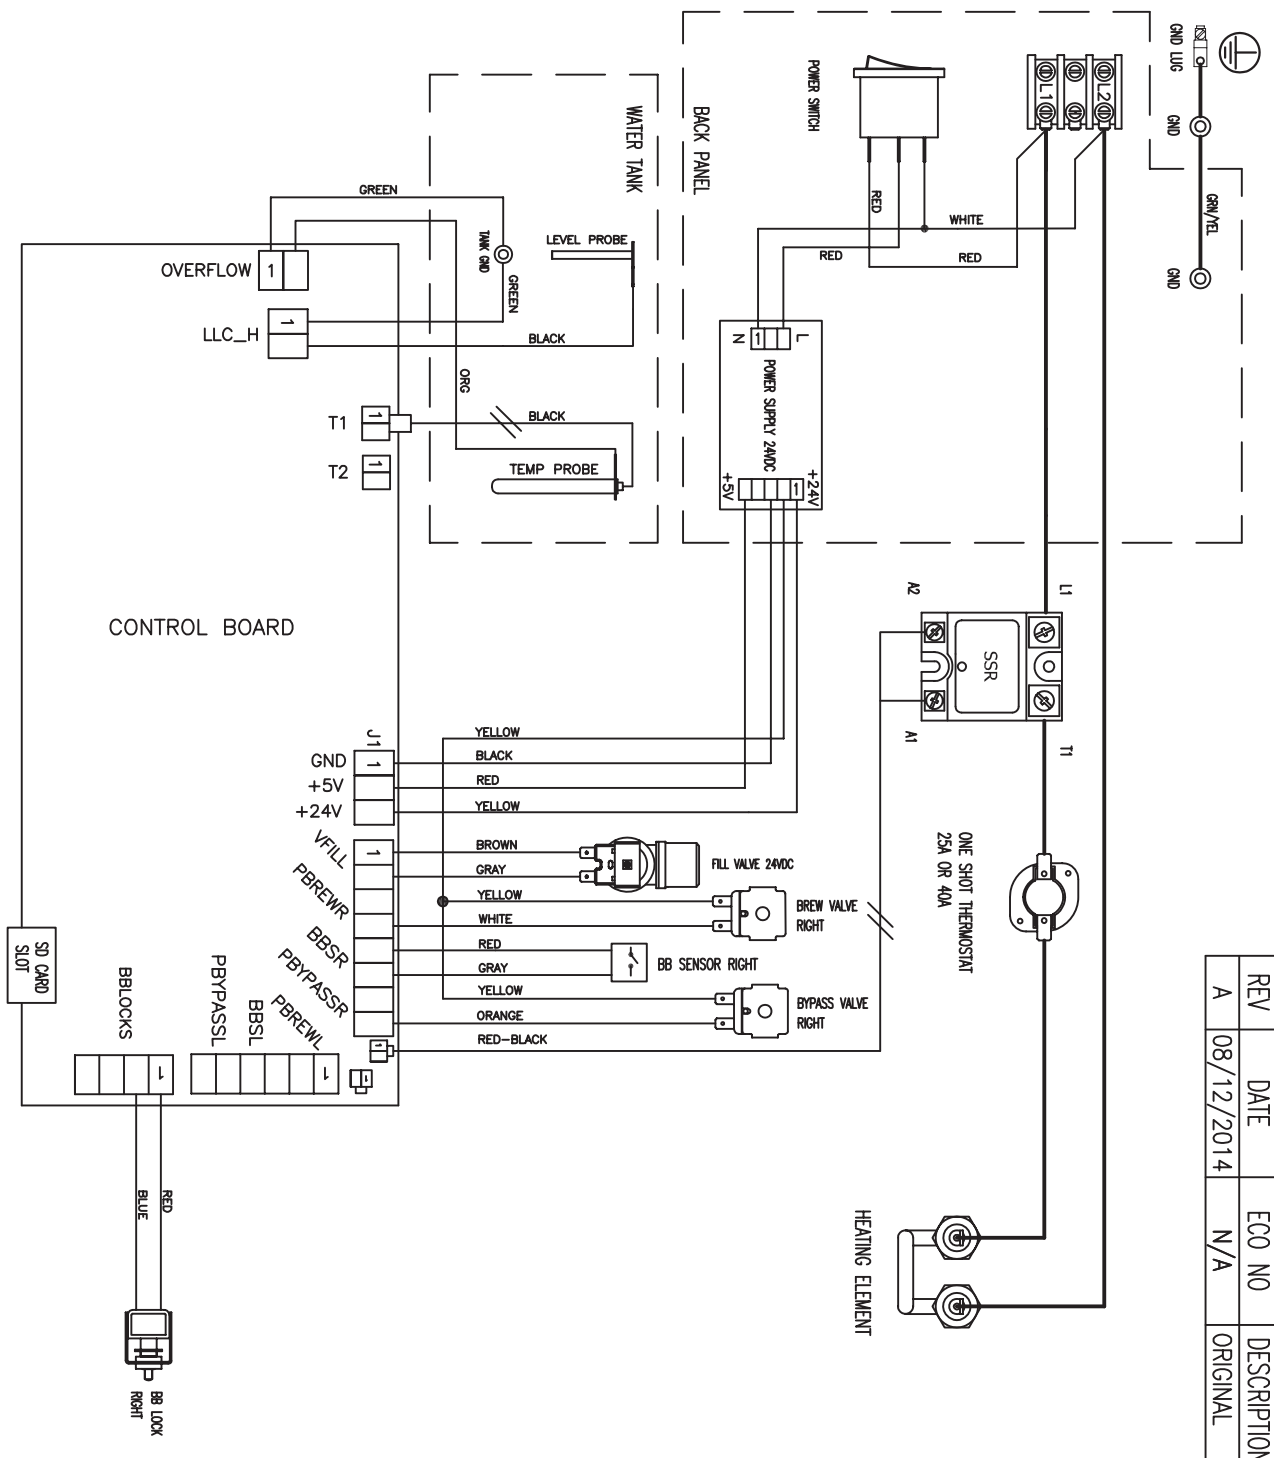 GND LUG
GND
GRN/YEL
GND
L1
L2
POWER SWITCH
BACK PANEL
WATER TANK
RED
WHITE
RED
RED
GREEN
TANK GND
LEVEL PROBE
OVERFLOW
1
GREEN
LLC_H
1
BLACK
ORG
N
1
L
POWER SUPPLY 24VDC
+5V
1
+24V
T1
1
BLACK
T2
1
TEMP PROBE
CONTROL BOARD
A2
L1
SSR
A1
T1
J1
GND
1
+5V
+24V
YELLOW
BLACK
RED
YELLOW
ONE SHOT THERMOSTAT
25A OR 40A
VFILL
1
PBREWR
BBSR
PBYPASSR
BROWN
GRAY
YELLOW
WHITE
RED
GRAY
YELLOW
ORANGE
RED-BLACK
FILL VALVE 24VDC
BREW VALVE
RIGHT
BB SENSOR RIGHT
BYPASS VALVE
RIGHT
SD CARD
SLOT
BBLOCKS
PBYPASSL
BBSL
PBREWL
1
1
1
1
BLUE
RED
BB LOCK
RIGHT
HEATING ELEMENT
REV
DATE
ECO NO
DESCRIPTION
A
08/12/2014
N/A
ORIGINAL